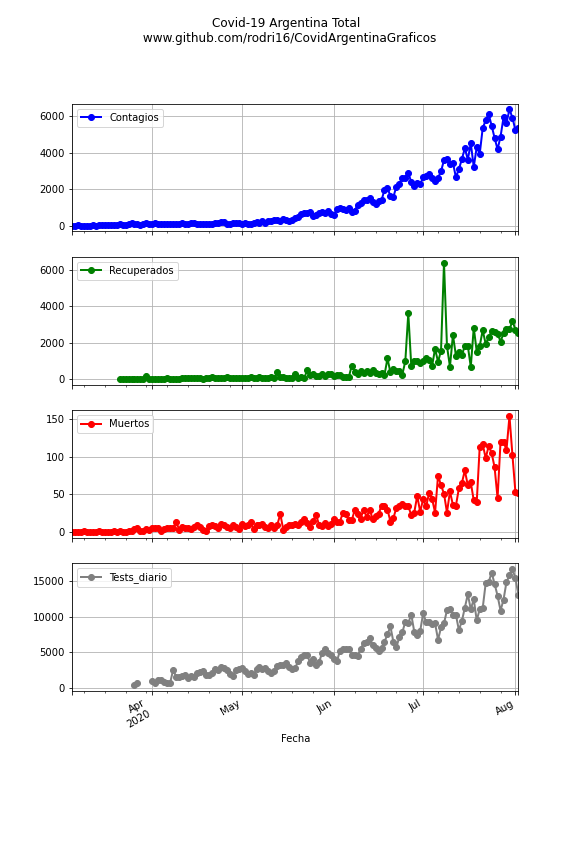 Covid-19 Argentina Total
www.github.com/rodri16/CovidArgentinaGraficos
Contagios
6000
4000
2000
0
Recuperados
6000
4000
2000
0
Muertos
150
100
50
0
Tests_diario
15000
10000
5000
0
Apr
2020
May
Jun
Jul
Aug
Fecha